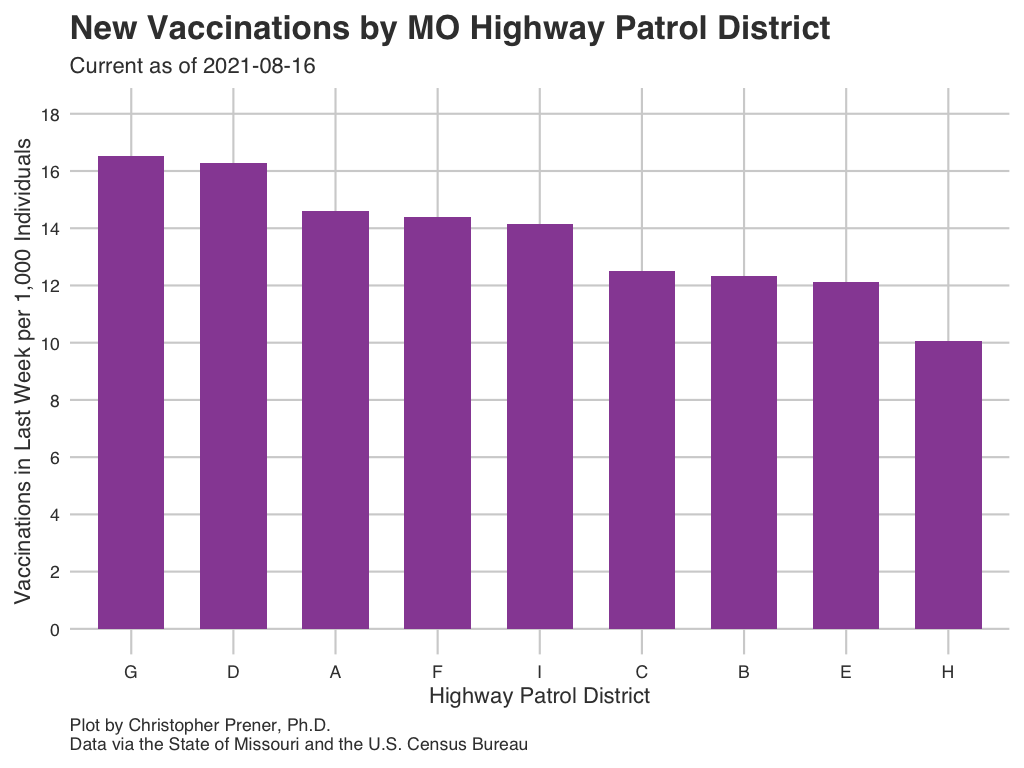 New Vaccinations by MO Highway Patrol District
Current as of 2021-08-16
Vaccinations in Last Week per 1,000 Individuals
18
16
14
12
10
8
6
4
2
0
G D A F I C B E H
Highway Patrol District
Plot by Christopher Prener, Ph.D.
Data via the State of Missouri and the U.S. Census Bureau